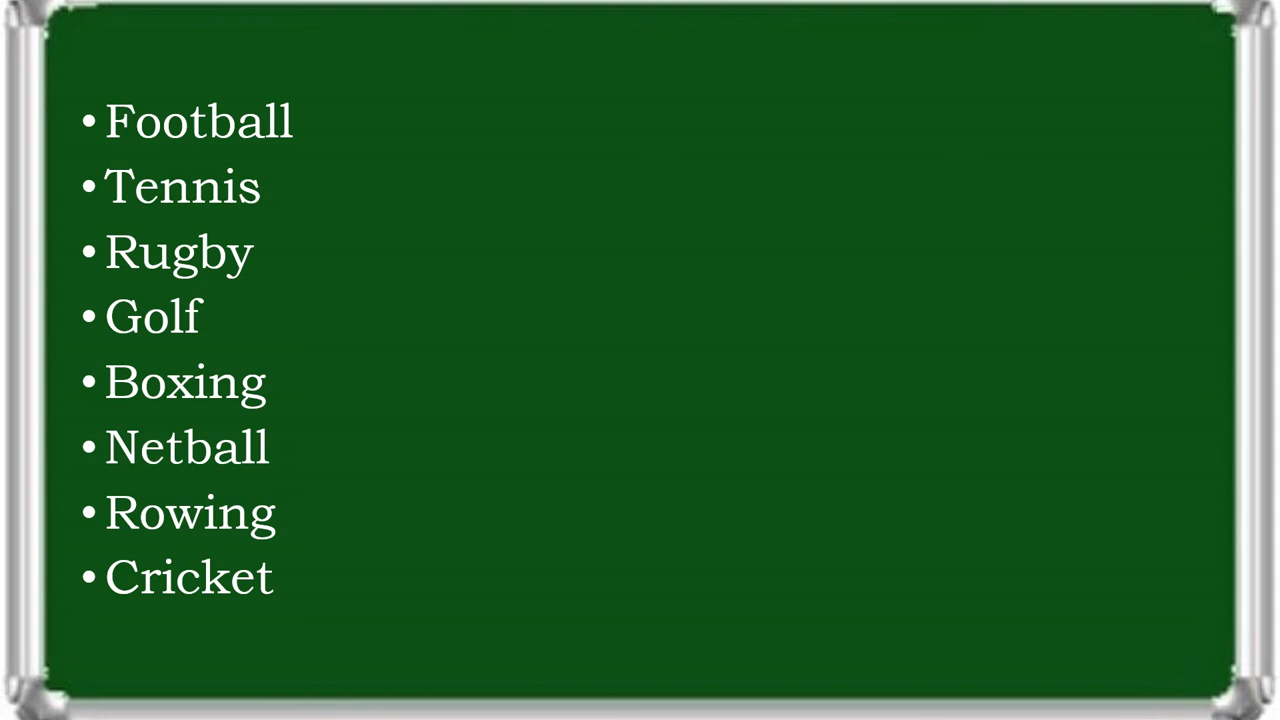 • Football
• Tennis
• Rugby
• Golf
• Boxing
• Netball
• Rowing
• Cricket